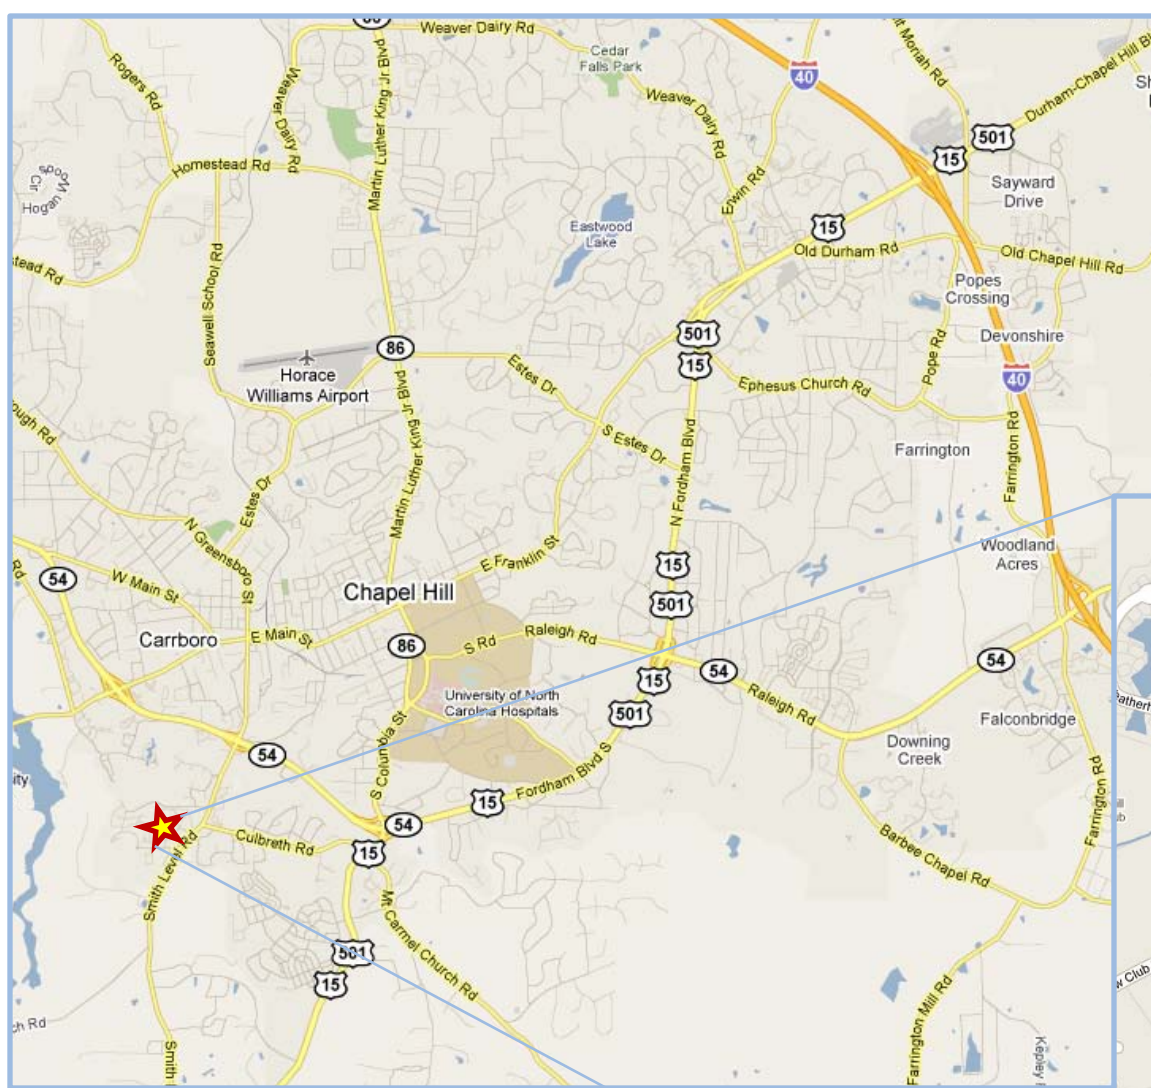 86
Weaver Dairy Rd
Cedar
Falls Park
Rogers Rd
Weaver Dairy Rd
Martin Luther King Jr Blvd
Weaver Dairy Rd
40
Moriah Rd
Durham-Chapel Hill
501
15
Sayward
Drive
Homestead Rd
Hogan Woods
Cir
Erwin Rd
Eastwood
Lake
15
Old Durham Rd
Old Chapel Hill Rd
Popes
Crossing
Seawell School Rd
501
15
86
Devonshire
Pope Rd
40
Horace
Williams Airport
Estes Dr
Ephesus Church Rd
Martin Luther King Jr Blvd
S Estes Dr
N Fordham Blvd
Farrington
Farrington Rd
Estes Dr
N Greensboro St
E Franklin St
Woodland
Acres
54
W Main St
15
501
Chapel Hill
Carrboro
E Main St
86
S Rd
Raleigh Rd
54
54
15
501
Raleigh Rd
University of North
Carolina Hospitals
S Columbia St
Falconbridge
Downing
Creek
54
Fordham Blvd S
15
54
Farrington Rd
Culbreth Rd
15
Smith Level Rd
Barbee Chapel Rd
Mt Carmel Church Rd
501
15
Farrington Mill Rd
Rd
Smith
Kepley
Club